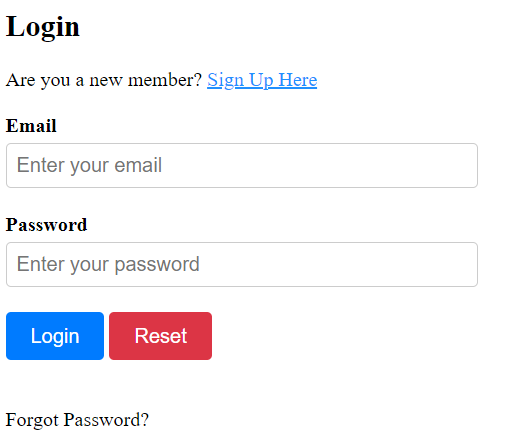 Login
Are you a new member? Sign Up Here
Email
Enter your email
Password
Enter your password
Login Reset
Forgot Password?